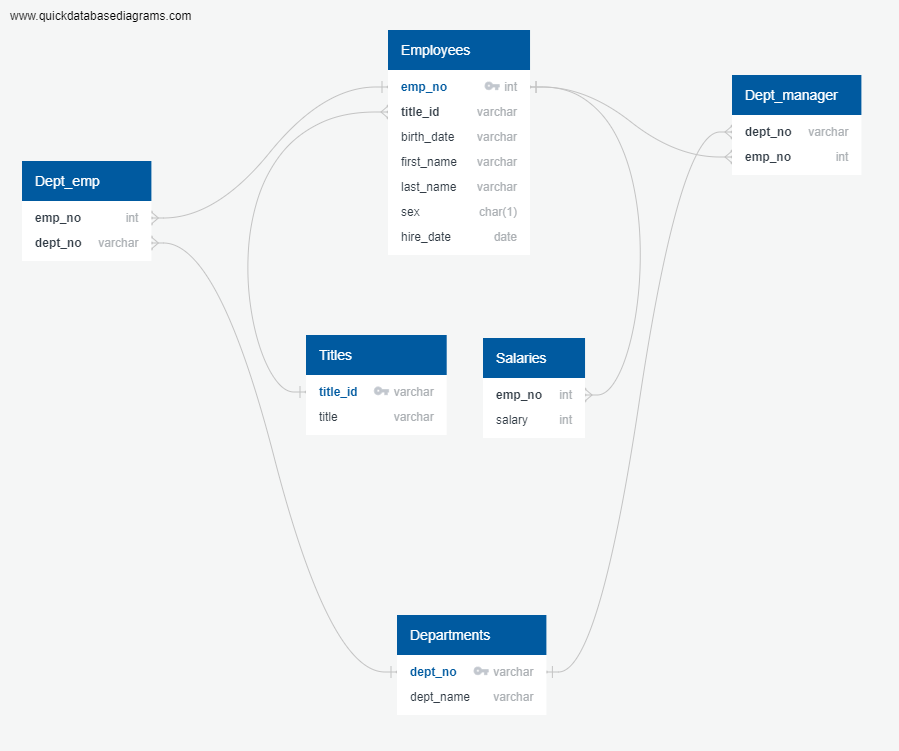 www.quickdatabasediagrams.com
Employees
emp_no int
title_id varchar
birth_date varchar
first_name varchar
last_name varchar
sex char(1)
hire_date date
Dept_manager
dept_no varchar
emp_no int
Dept_emp
emp_no int
dept_no varchar
Titles
title_id varchar
title varchar
Salaries
emp_no int
salary int
Departments
dept_no varchar
dept_name varchar